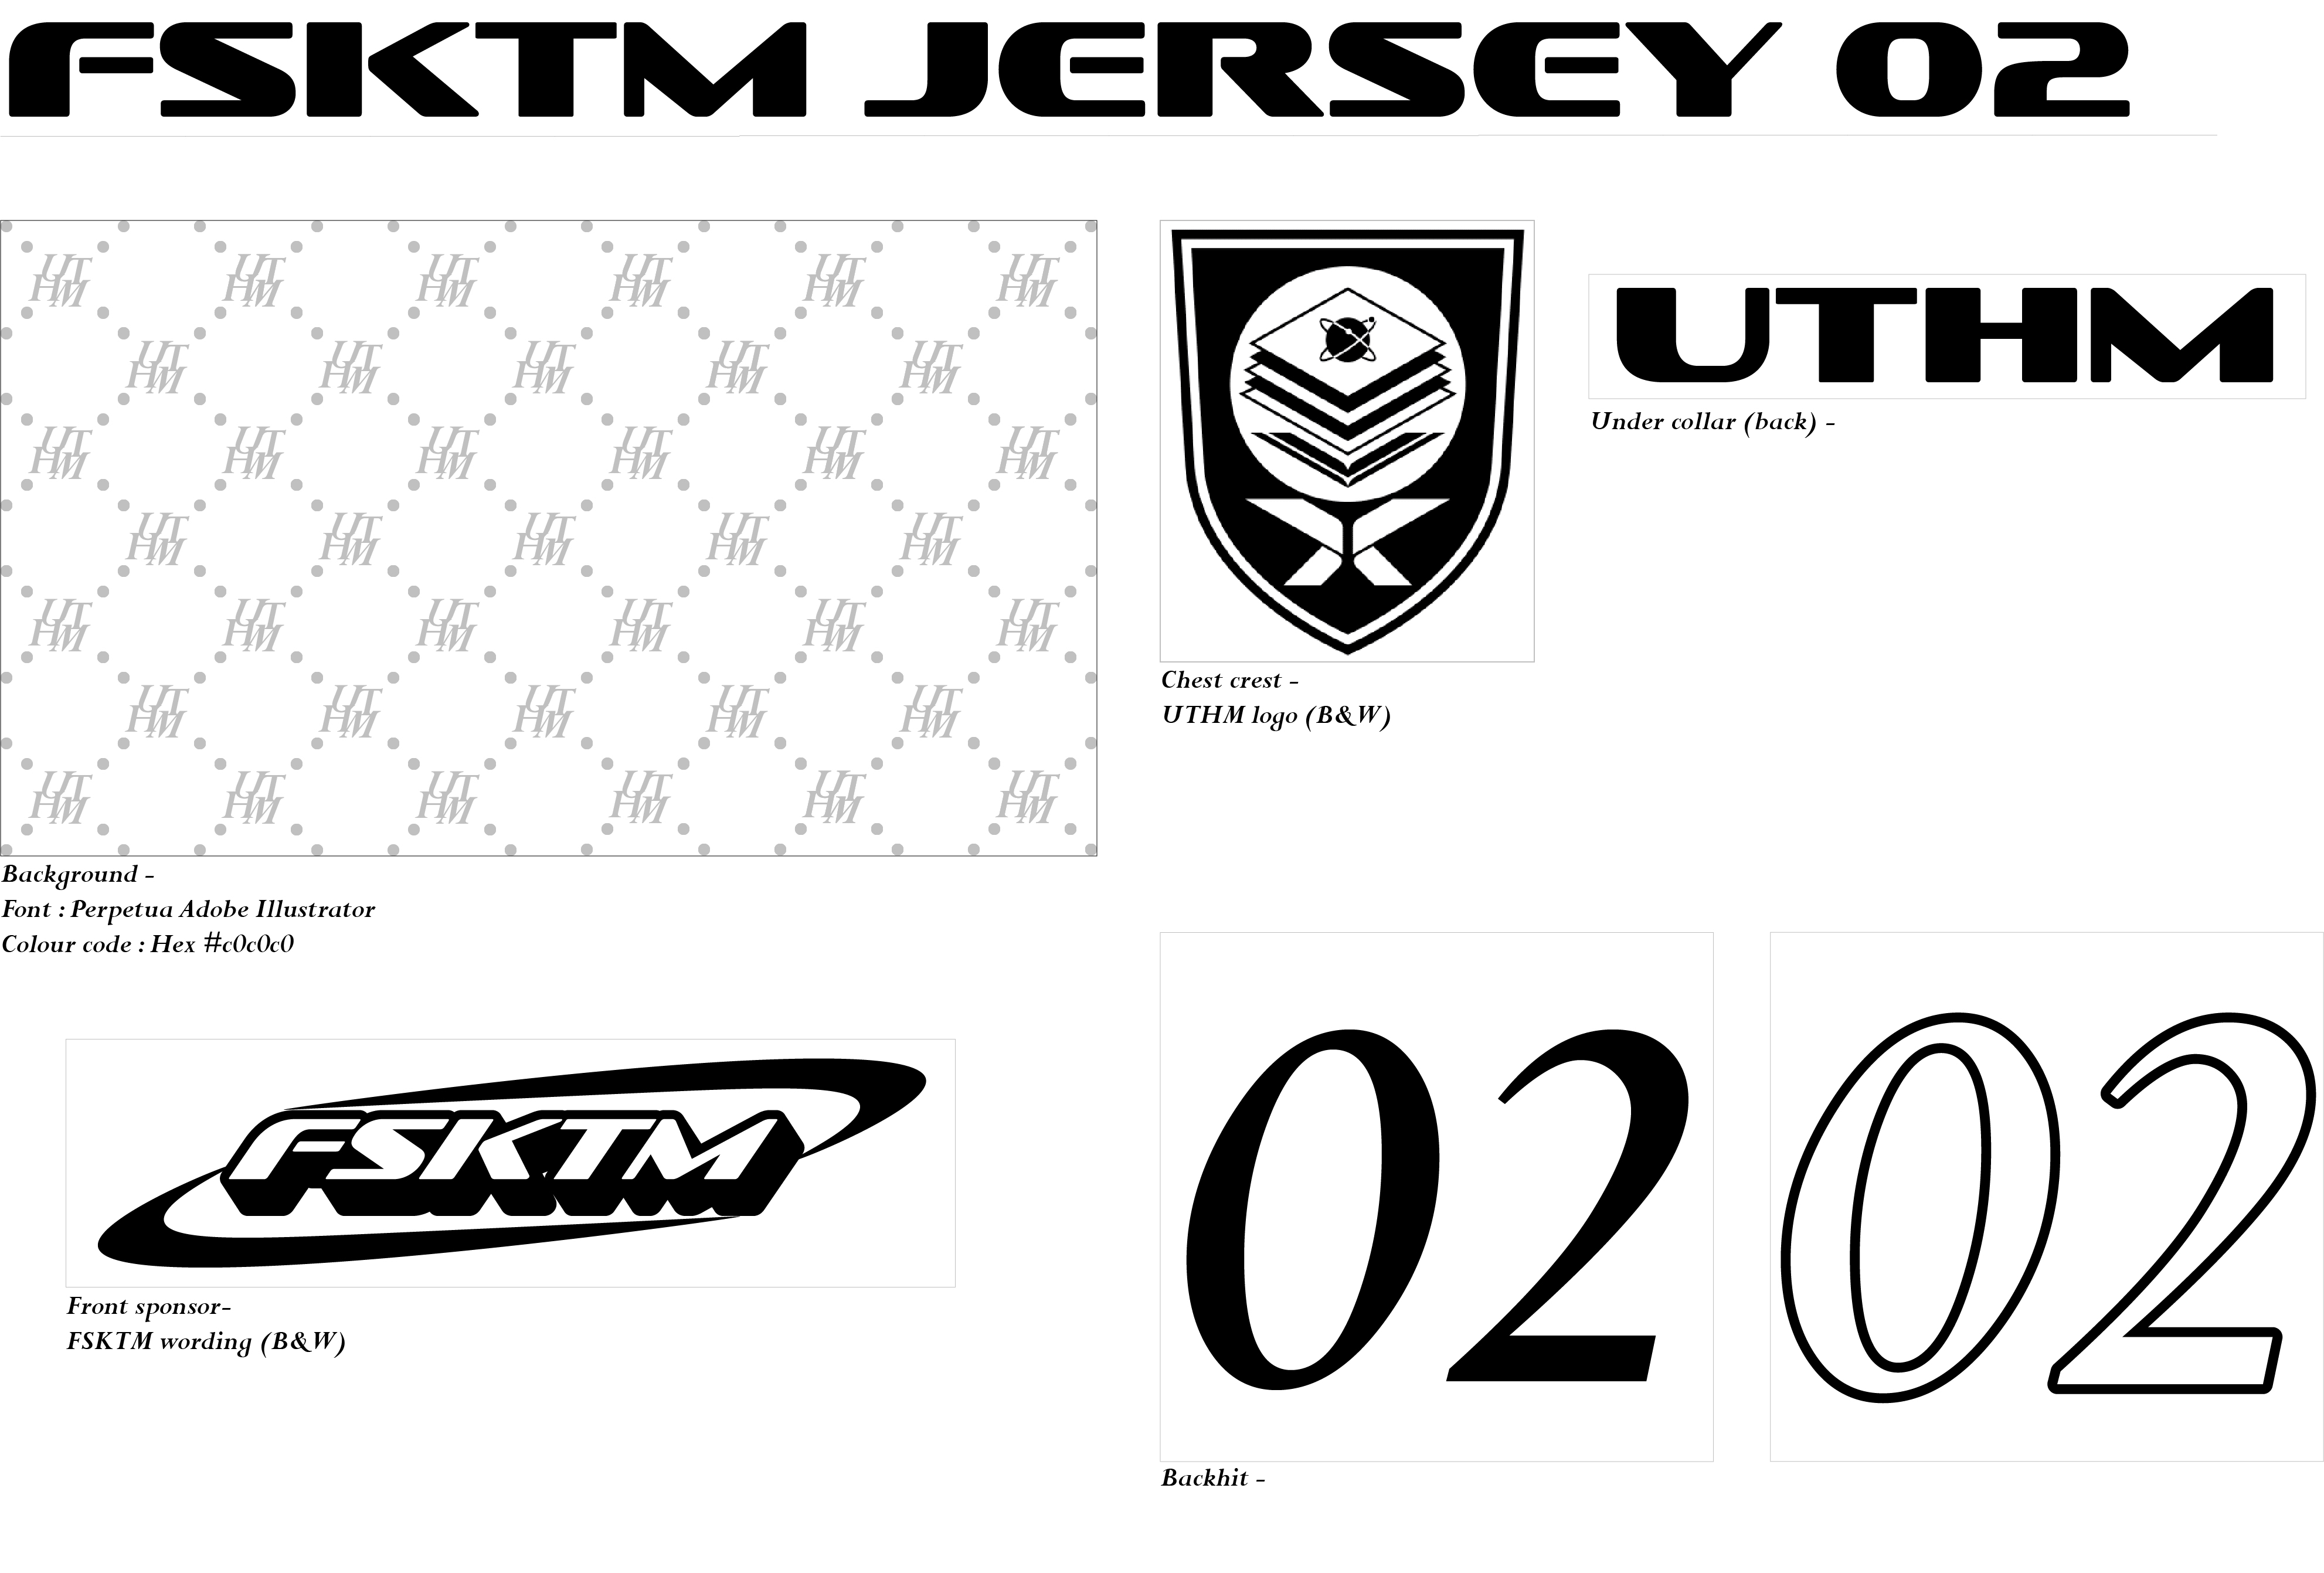 FSKTM JERSEY 02
UTHM
Under collar (back) -
Chest crest -
UTHM logo (B&W)
Background -
Font : Perpetua Adobe Illustrator
Colour code : Hex #c0c0c0
FSKTM
Front sponsor-
FSKTM wording (B&W)
02
02
Backhit -